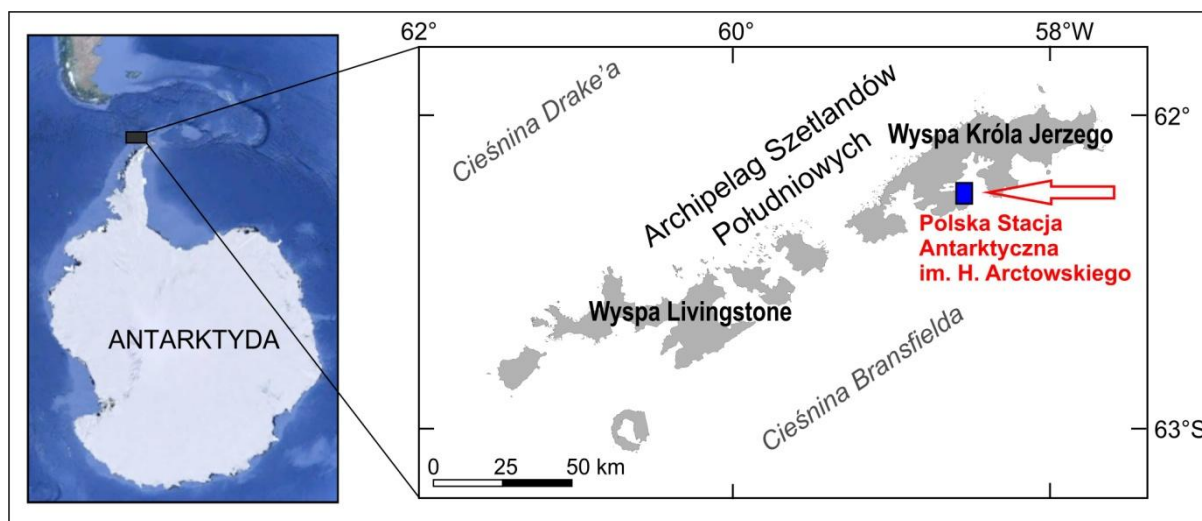 62°
60°
58°W
Cieśnina Drake’a
Archipelag Szetlandów
Południowych
Wyspa Króla Jerzego
62°
Polska Stacja
Antarktyczna
im. H. Arctowskiego
Wyspa Livingstone
ANTARKTYDA
Cieśnina Bransfielda
63°S
0 25 50 km